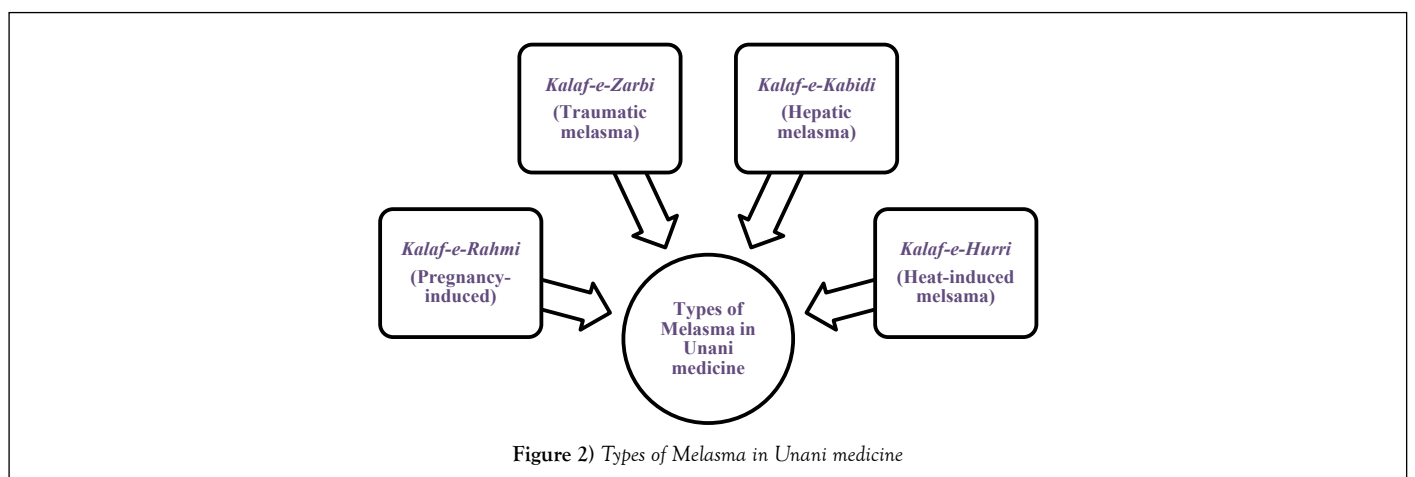 Kalaf-e-Zarbi
(Traumatic
melasma)
Kalaf-e-Kabidi
(Hepatic
melasma)
Kalaf-e-Rahmi
(Pregnancy-
induced)
Kalaf-e-Hurri
(Heat-induced
melsama)
Types of
Melasma in
Unani
medicine
Figure 2) Types of Melasma in Unani medicine